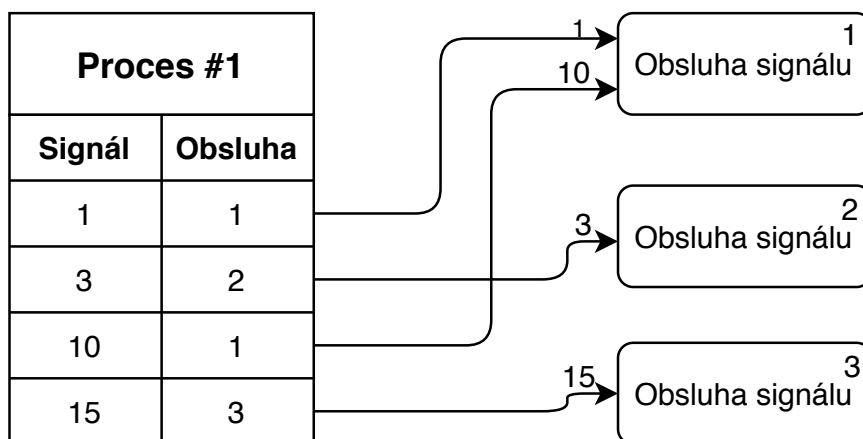 Proces #1
Signál Obsluha
1 1
3 2
10 1
15 3
1
10
1
Obsluha signálu
3
2
Obsluha signálu
15
3
Obsluha signálu